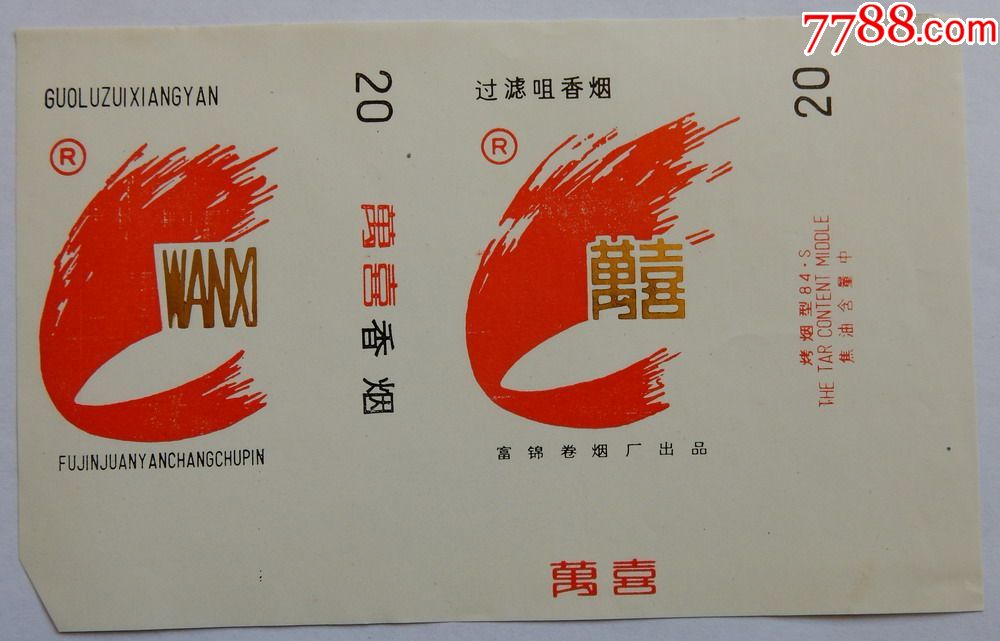 7788.com
GUOLUZUIXIANGYAN
®
WANXI
FUJINJUANYANCHANGCHUPIN
20
萬喜香烟
过滤咀香烟
®
萬喜
富锦卷烟厂出品
20
烤烟型84·S
THE TAR CONTENT MIDDLE
焦油含量中
萬喜